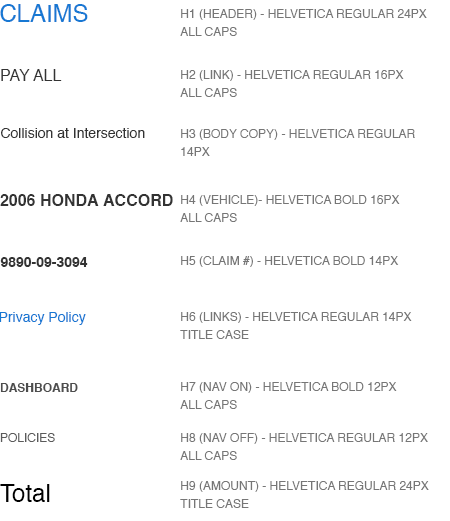 CLAIMS
H1 (HEADER) - HELVETICA REGULAR 24PX
ALL CAPS
PAY ALL
H2 (LINK) - HELVETICA REGULAR 16PX
ALL CAPS
Collision at Intersection
H3 (BODY COPY) - HELVETICA REGULAR
14PX
2006 HONDA ACCORD
H4 (VEHICLE)- HELVETICA BOLD 16PX
ALL CAPS
9890-09-3094
H5 (CLAIM #) - HELVETICA BOLD 14PX
Privacy Policy
H6 (LINKS) - HELVETICA REGULAR 14PX
TITLE CASE
DASHBOARD
H7 (NAV ON) - HELVETICA BOLD 12PX
ALL CAPS
POLICIES
H8 (NAV OFF) - HELVETICA REGULAR 12PX
ALL CAPS
Total
H9 (AMOUNT) - HELVETICA REGULAR 24PX
TITLE CASE